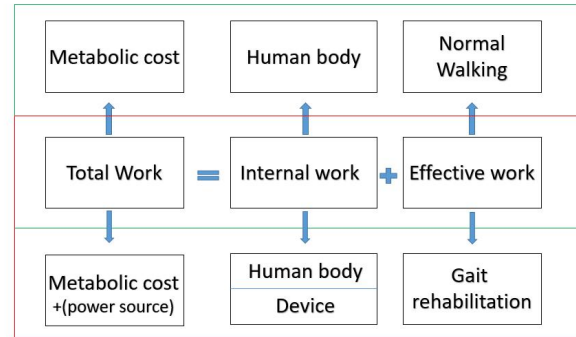 Metabolic cost
Human body
Normal
Walking
Total Work
=
Internal work
+
Effective work
Metabolic cost
+(power source)
Human body
Device
Gait
rehabilitation